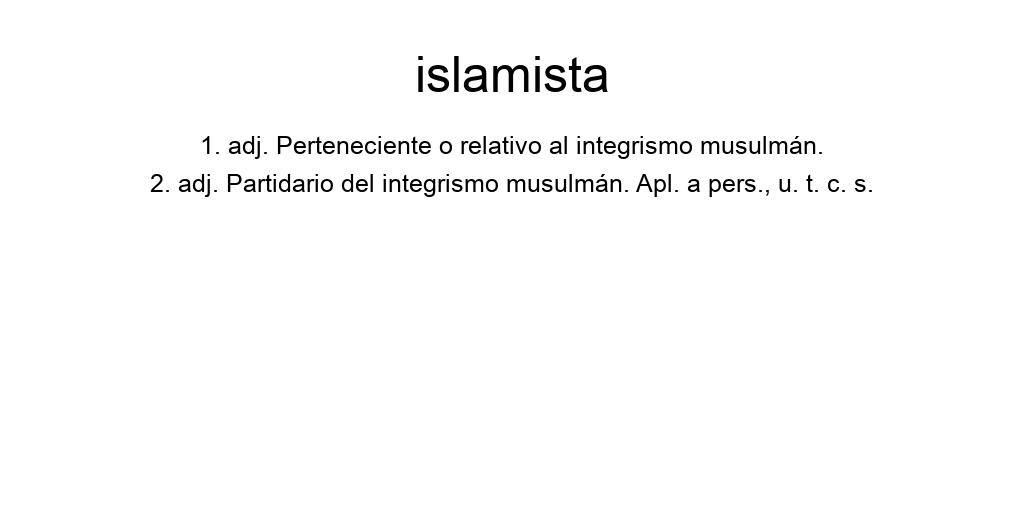 islamista
1. adj. Perteneciente o relativo al integrismo musulmán.
2. adj. Partidario del integrismo musulmán. Apl. a pers., u. t. c. s.